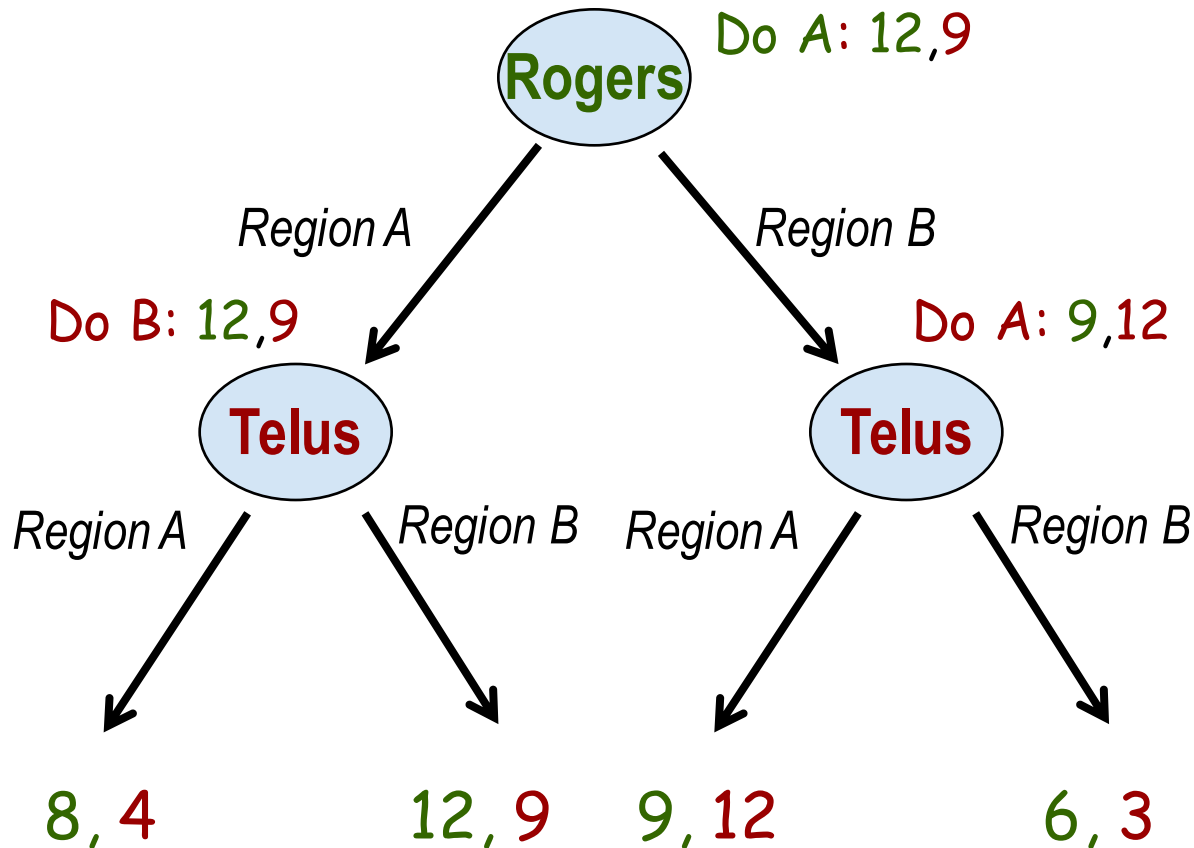 Do A: 12,9
Rogers
Region A
Region B
Do B: 12,9
Do A: 9,12
Telus
Telus
Region A
Region B
Region A
Region B
8, 4
12, 9
9, 12
6, 3